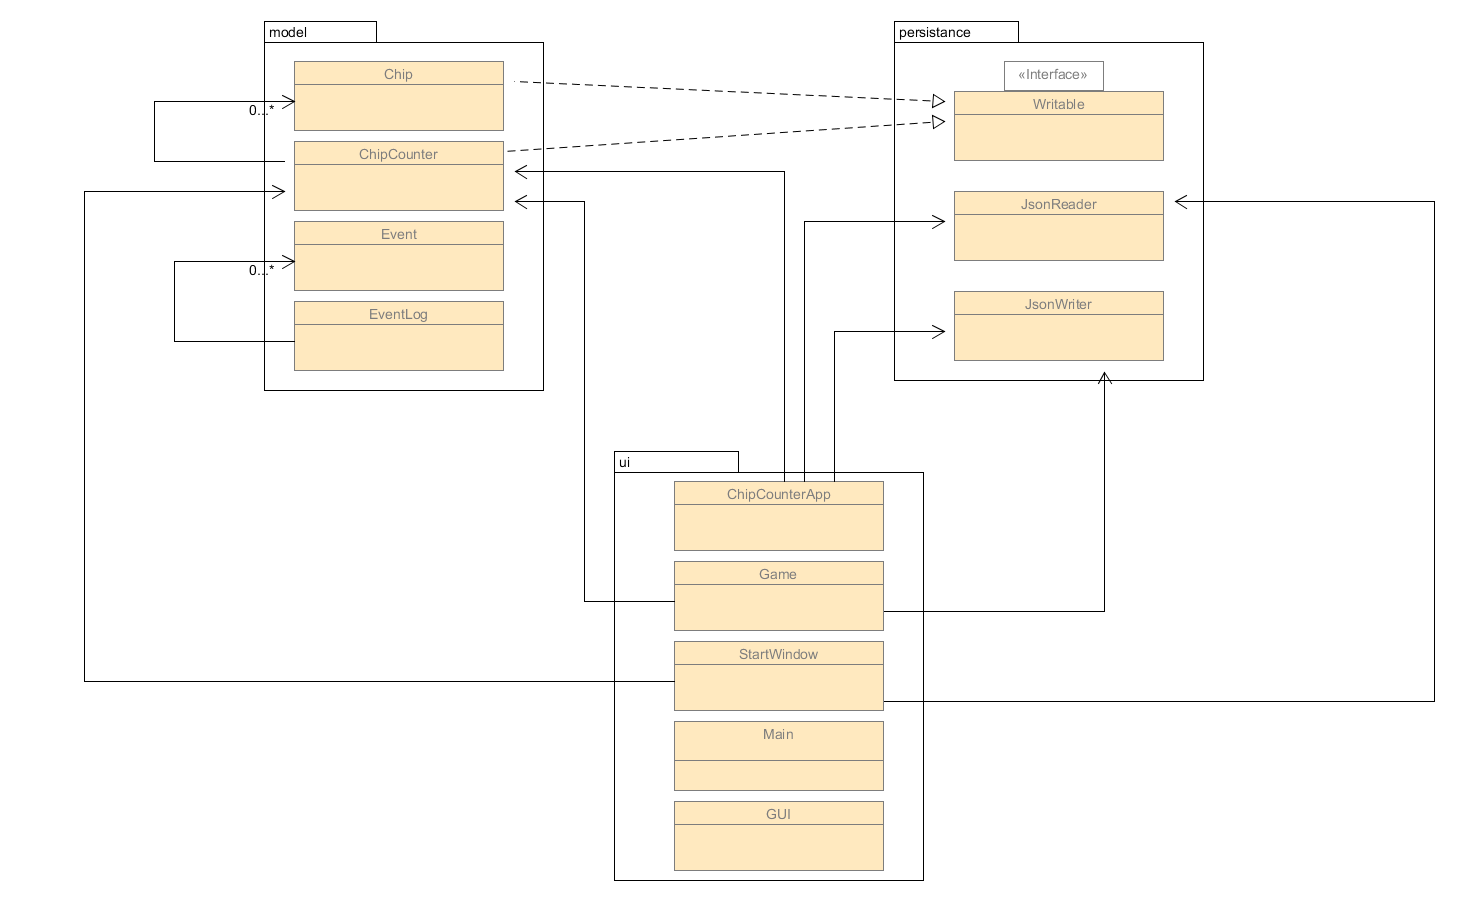 model
Chip
0...*
ChipCounter
Event
0...*
EventLog
persistance
«Interface»
Writable
JsonReader
JsonWriter
ui
ChipCounterApp
Game
StartWindow
Main
GUI